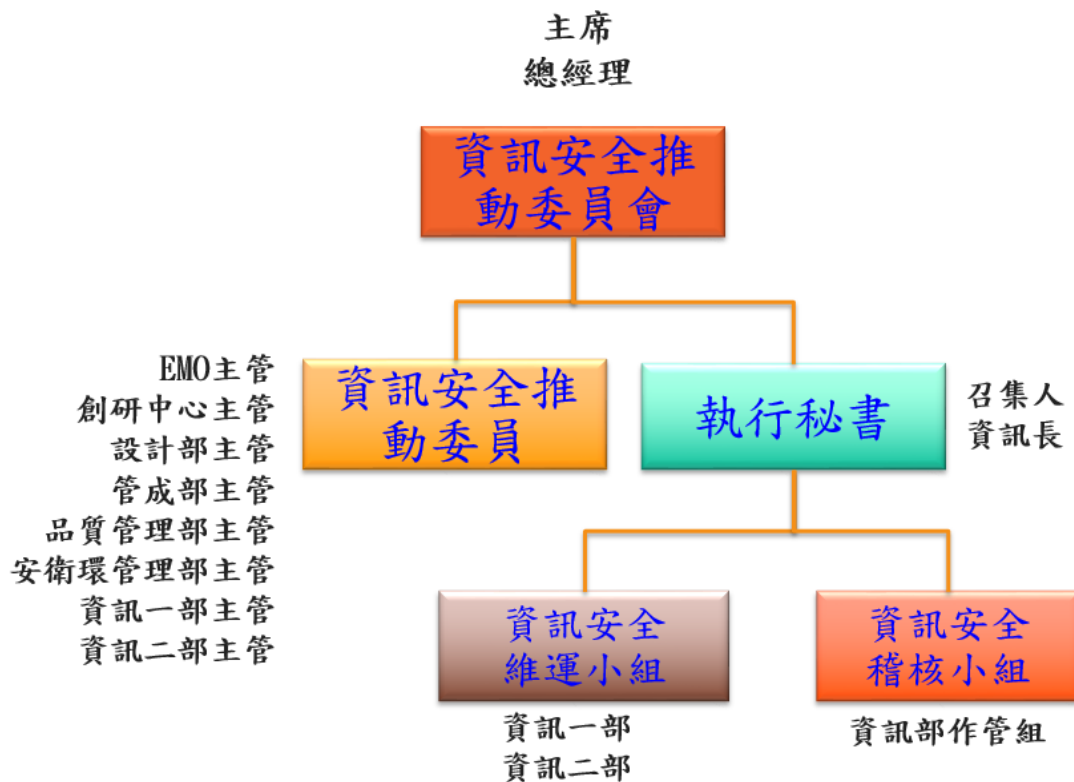 主席
總經理
資訊安全推
動委員會
EMO主管
創研中心主管
設計部主管
管成部主管
品質管理部主管
安衛環管理部主管
資訊一部主管
資訊二部主管
資訊安全推
動委員
執行秘書
召集人
資訊長
資訊安全
維運小組
資訊一部
資訊二部
資訊安全
稽核小組
資訊部作管組